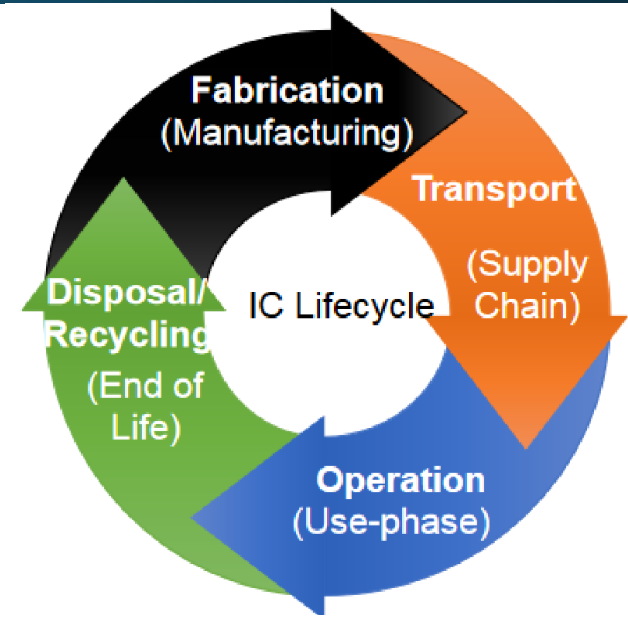 Fabrication
(Manufacturing)
Transport
(Supply
Chain)
Operation
(Use-phase)
Disposal/
Recycling
(End of
Life)
IC Lifecycle